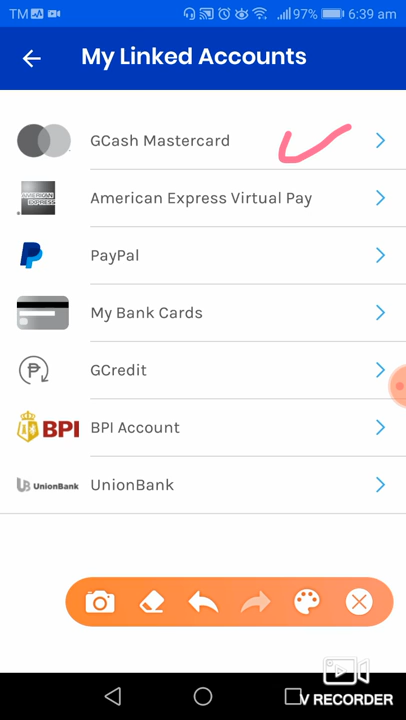 TM 97% 6:39 am
My Linked Accounts
GCash Mastercard
AMERICAN EXPRESS
American Express Virtual Pay
PayPal
My Bank Cards
GCredit
BPI BPI Account
UnionBank UnionBank
V RECORDER